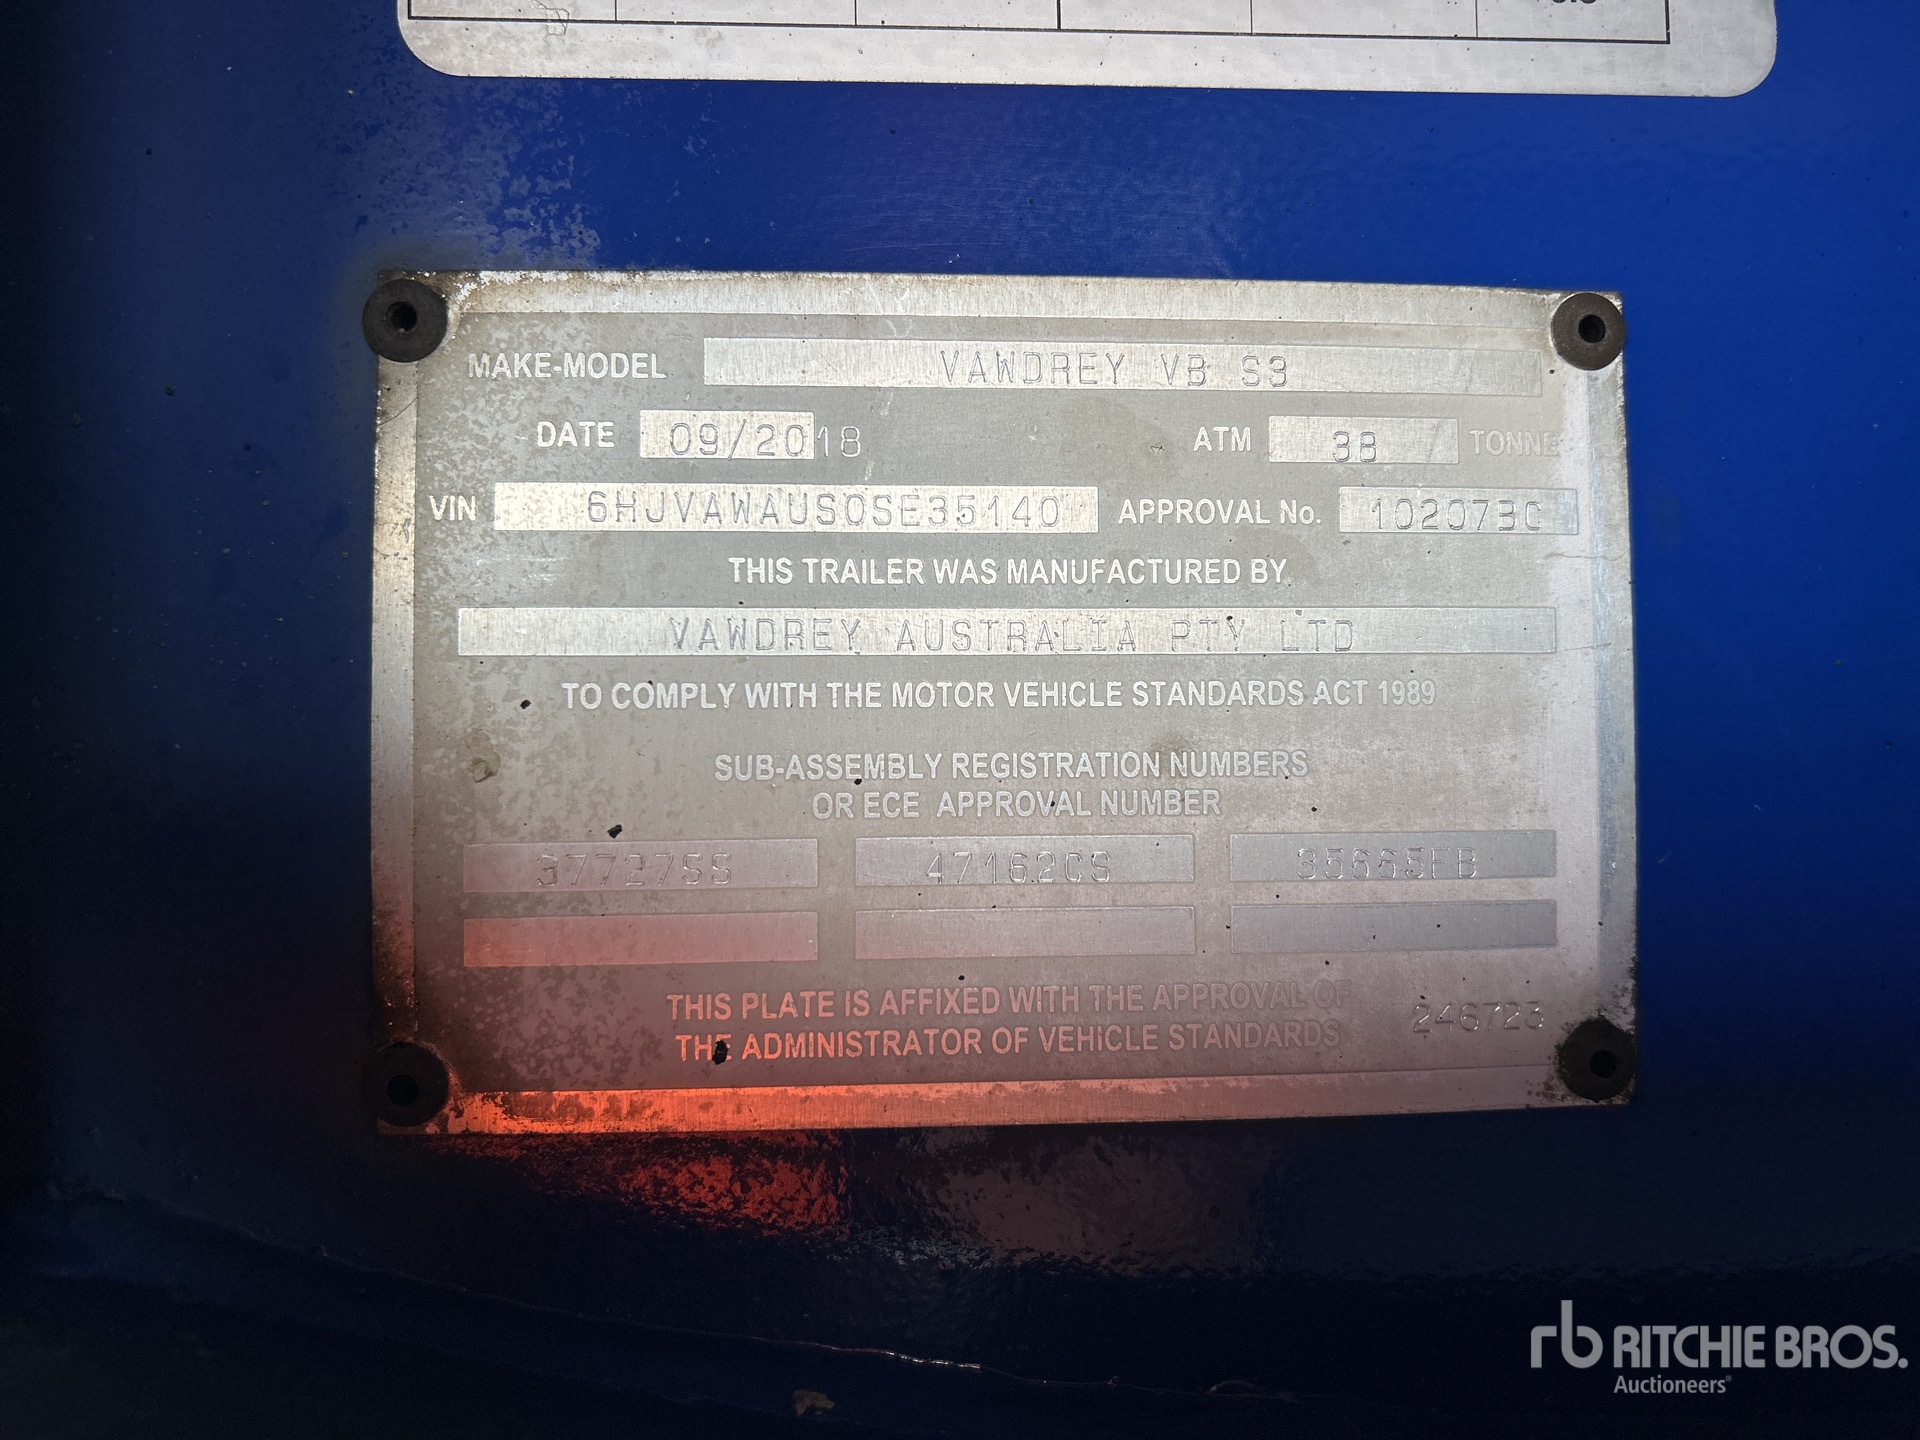 MAKE-MODEL VAWDREY VB S3
DATE 09/2018 ATM 38 TONNE
VIN 6HJVAWAUS0SE35140 APPROVAL No. 102073C
THIS TRAILER WAS MANUFACTURED BY
VAWDREY AUSTRALIA PTY LTD
TO COMPLY WITH THE MOTOR VEHICLE STANDARDS ACT 1989
SUB-ASSEMBLY REGISTRATION NUMBERS
OR ECE APPROVAL NUMBER
37727SS 47162CS 35665FB
THIS PLATE IS AFFIXED WITH THE APPROVAL OF
THE ADMINISTRATOR OF VEHICLE STANDARDS 246723
rb RITCHIE BROS.
Auctioneers